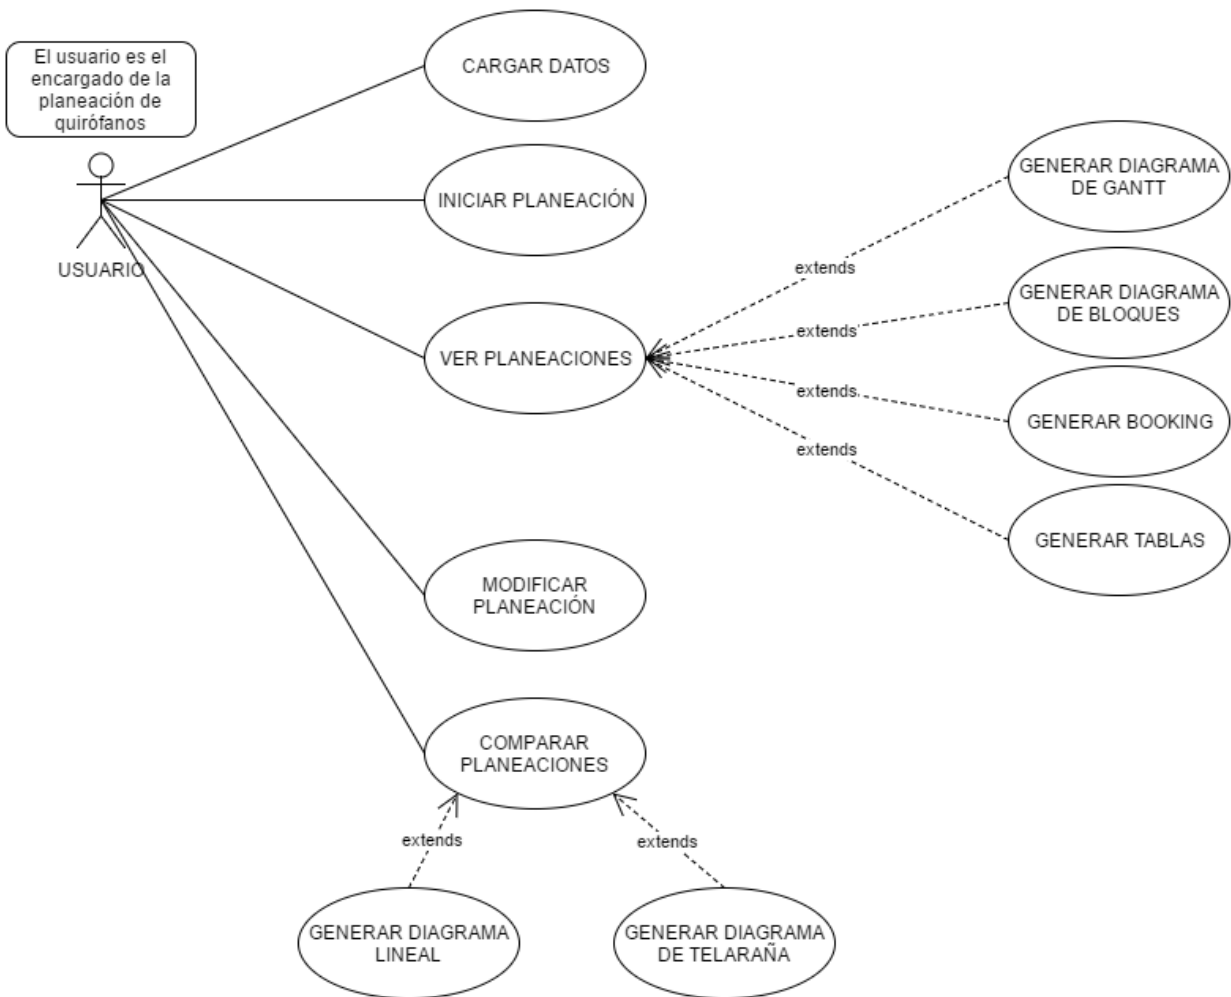 El usuario es el
encargado de la
planeación de
quirófanos
USUARIO
CARGAR DATOS
INICIAR PLANEACIÓN
VER PLANEACIONES
MODIFICAR
PLANEACIÓN
COMPARAR
PLANEACIONES
extends
extends
extends
extends
GENERAR DIAGRAMA
DE GANTT
GENERAR DIAGRAMA
DE BLOQUES
GENERAR BOOKING
GENERAR TABLAS
extends
extends
GENERAR DIAGRAMA
LINEAL
GENERAR DIAGRAMA
DE TELARAÑA